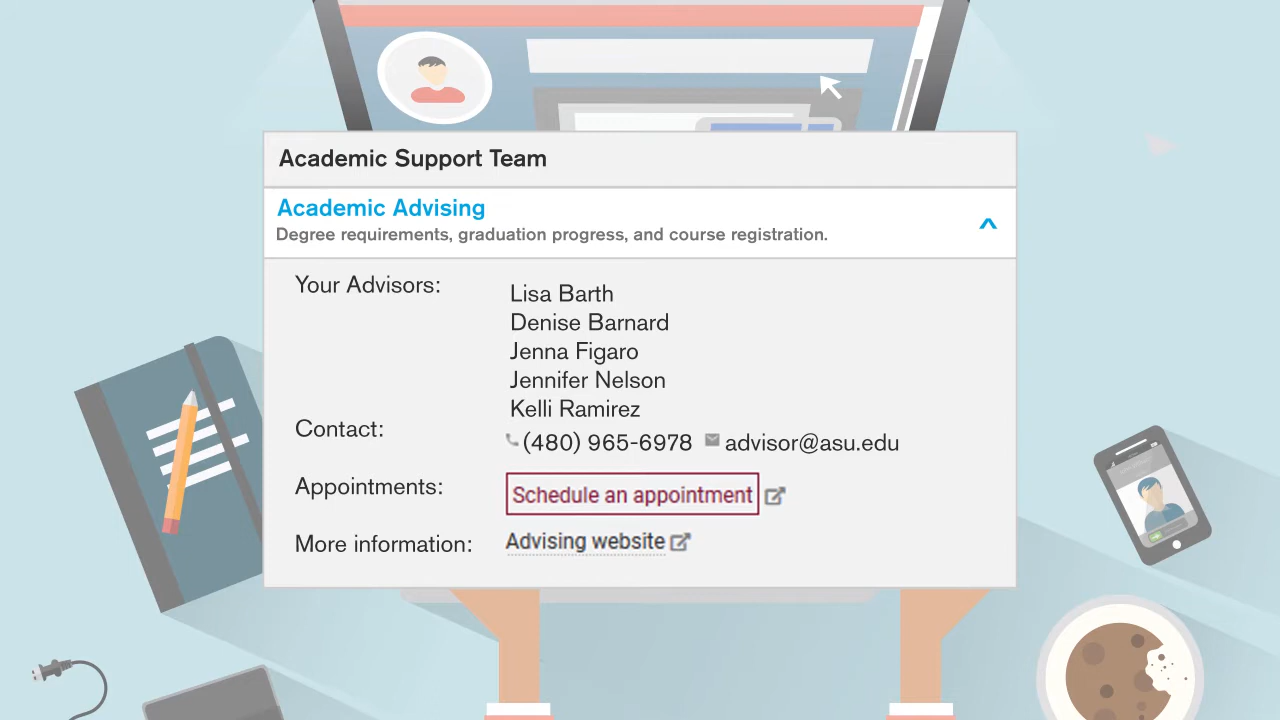 Academic Support Team
Academic Advising
Degree requirements, graduation progress, and course registration.
Your Advisors:
Lisa Barth
Denise Barnard
Jenna Figaro
Jennifer Nelson
Kelli Ramirez
Contact:
(480) 965-6978 advisor@asu.edu
Appointments:
Schedule an appointment
More information:
Advising website